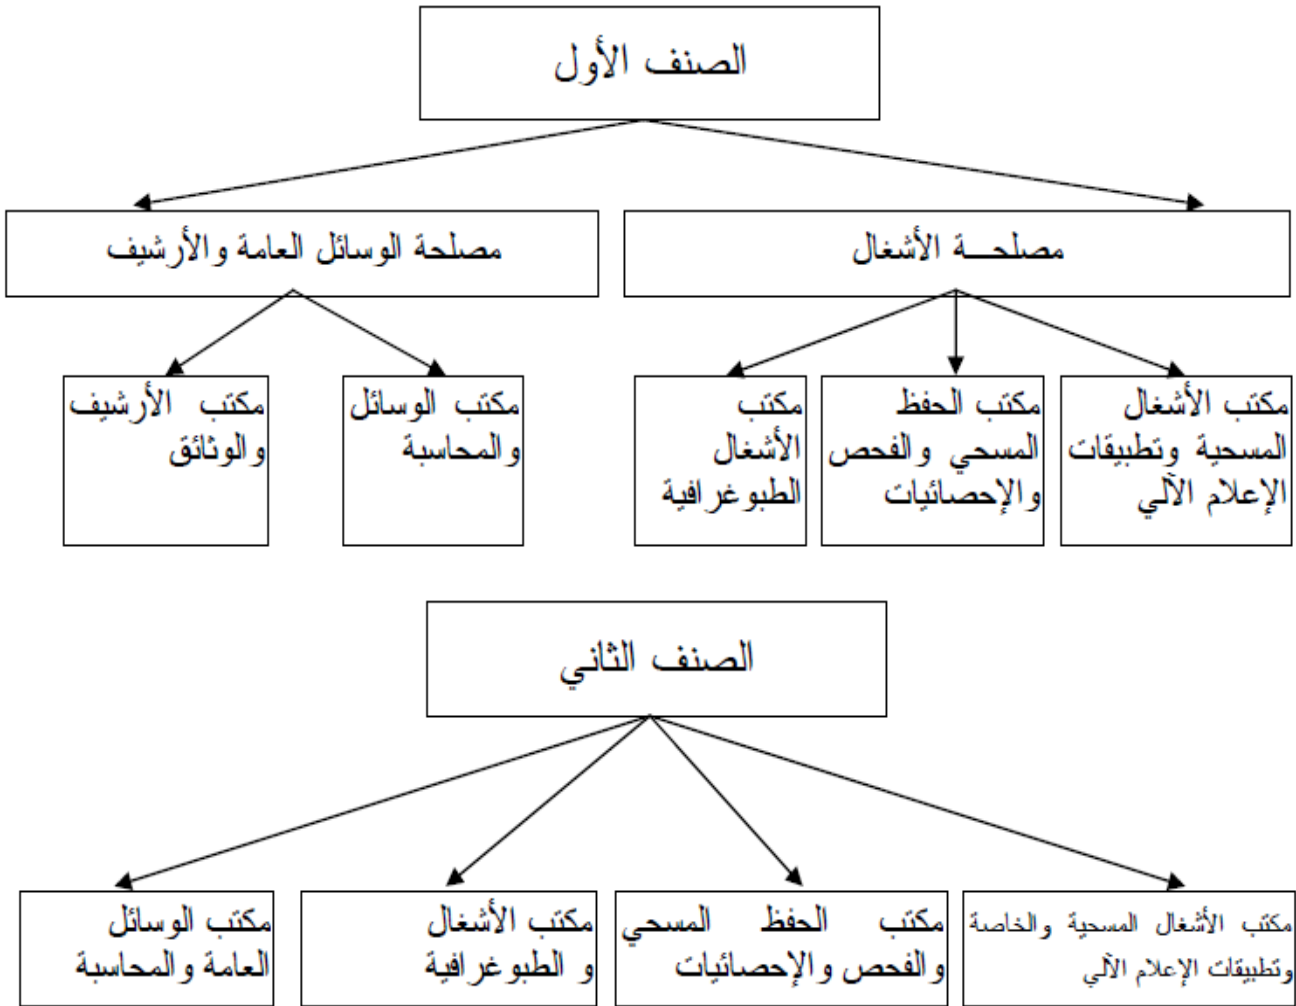 الصنف الأول
مصلحـــة الأشغال
مصلحة الوسائل العامة والأرشيف
مكتب الأشغال
المسحية وتطبيقات
الإعلام الآلي
مكتب الحفظ
المسحي والفحص
والإحصائيات
مكتب
الأشغال
الطبوغرافية
مكتب الوسائل
والمحاسبة
مكتب الأرشيف
والوثائق
الصنف الثاني
مكتب الأشغال المسحية والخاصة
وتطبيقات الإعلام الآلي
مكتب الحفظ المسحي
والفحص والإحصائيات
مكتب الأشغال
و الطبوغرافية
مكتب الوسائل
العامة والمحاسبة